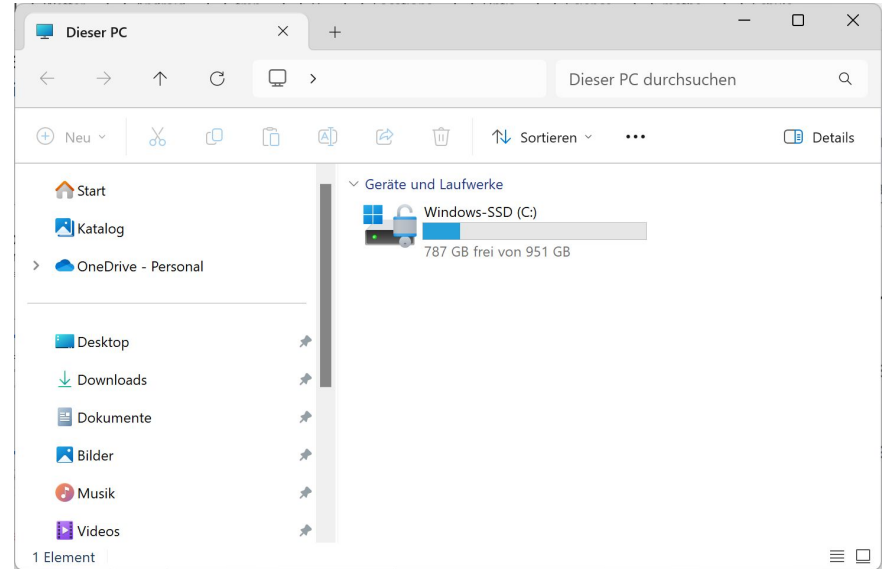 Dieser PC
Dieser PC durchsuchen
Neu
Sortieren
Details
Start
Katalog
OneDrive - Personal
Desktop
Downloads
Dokumente
Bilder
Musik
Videos
Geräte und Laufwerke
Windows-SSD (C:)
787 GB frei von 951 GB
1 Element